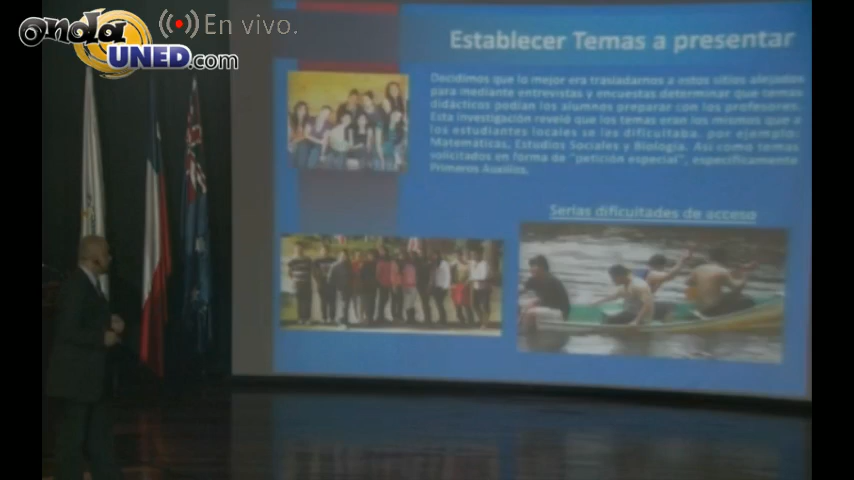 onda
UNED.com
En vivo.
Establecer Temas a presentar
Decidimos que lo mejor era trasladarnos a estos sitios alejados
para mediante entrevistas y encuestas determinar que temas
didácticos podían los alumnos preparar con los profesores.
Esta investigación reveló que los temas eran los mismos que a
los estudiantes locales se les dificultaba, por ejemplo:
Matematicas, Estudios Sociales y Biología. Asi como temas
solicitados en forma de "petición especial", específicamente
Primeros Auxilios.
Serias dificultades de acceso